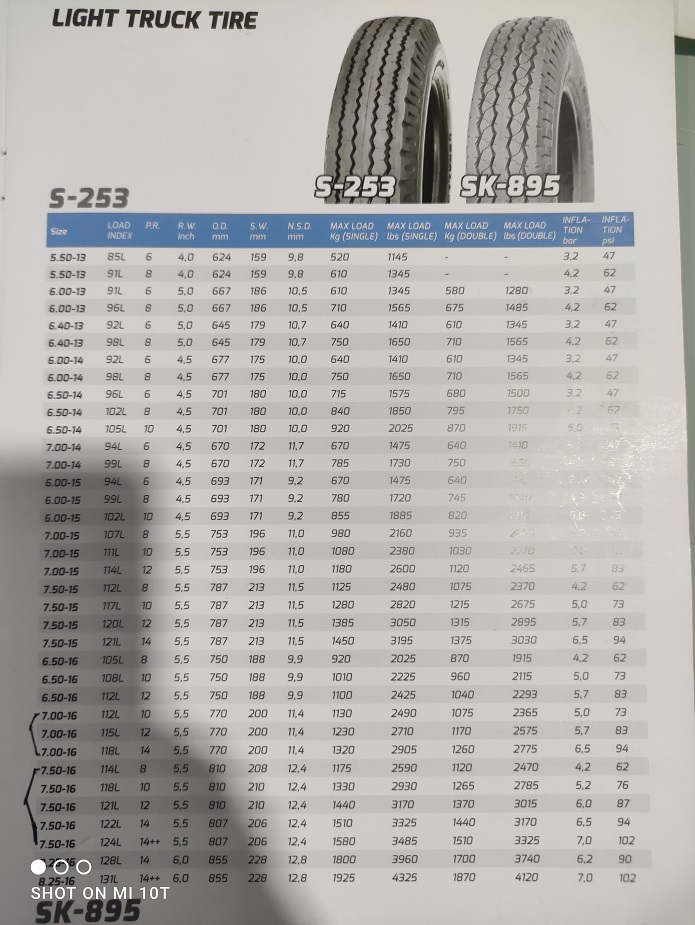 LIGHT TRUCK TIRE
S-253 SK-895
S-253
Size LOAD INDEX P.R. R.W. Inch O.D. mm S.W. mm N.S.D. mm MAX LOAD Kg (SINGLE) MAX LOAD lbs (SINGLE) MAX LOAD Kg (DOUBLE) MAX LOAD lbs (DOUBLE) INFLA-TION bar INFLA-TION psi
5.50-13 85L 6 4,0 624 159 9,8 520 1145 - - 3,2 47
5.50-13 91L 8 4,0 624 159 9,8 610 1345 - - 4,2 62
6.00-13 91L 6 5,0 667 186 10,5 610 1345 580 1280 3,2 47
6.00-13 96L 8 5,0 667 186 10,5 710 1565 675 1485 4,2 62
6.40-13 92L 6 5,0 645 179 10,7 640 1410 610 1345 3,2 47
6.40-13 98L 8 5,0 645 179 10,7 750 1650 710 1565 4,2 62
6.00-14 92L 6 4,5 677 175 10,0 640 1410 610 1345 3,2 47
6.00-14 98L 8 4,5 677 175 10,0 750 1650 710 1565 4,2 62
6.50-14 96L 6 4,5 701 180 10,0 715 1575 680 1500 3,2 47
6.50-14 102L 8 4,5 701 180 10,0 840 1850 795 1750 62
6.50-14 105L 10 4,5 701 180 10,0 920 2025 870 1915 5,0
7.00-14 94L 6 4,5 670 172 11,7 670 1475 640 1410 47
7.00-14 99L 8 4,5 670 172 11,7 785 1730 750
6.00-15 94L 6 4,5 693 171 9,2 670 1475 640
6.00-15 99L 8 4,5 693 171 9,2 780 1720 745
6.00-15 102L 10 4,5 693 171 9,2 855 1885 820
7.00-15 107L 8 5,5 753 196 11,0 980 2160 935
7.00-15 111L 10 5,5 753 196 11,0 1080 2380 1030
7.00-15 114L 12 5,5 753 196 11,0 1180 2600 1120 2465 5,7 83
7.50-15 112L 8 5,5 787 213 11,5 1125 2480 1075 2370 4,2 62
7.50-15 117L 10 5,5 787 213 11,5 1280 2820 1215 2675 5,0 73
7.50-15 120L 12 5,5 787 213 11,5 1385 3050 1315 2895 5,7 83
7.50-15 121L 14 5,5 787 213 11,5 1450 3195 1375 3030 6,5 94
6.50-16 105L 8 5,5 750 188 9,9 920 2025 870 1915 4,2 62
6.50-16 108L 10 5,5 750 188 9,9 1010 2225 960 2115 5,0 73
6.50-16 112L 12 5,5 750 188 9,9 1100 2425 1040 2293 5,7 83
7.00-16 112L 10 5,5 770 200 11,4 1130 2490 1075 2365 5,0 73
7.00-16 115L 12 5,5 770 200 11,4 1230 2710 1170 2575 5,7 83
7.00-16 118L 14 5,5 770 200 11,4 1320 2905 1260 2775 6,5 94
7.50-16 114L 8 5,5 810 208 12,4 1175 2590 1120 2470 4,2 62
7.50-16 118L 10 5,5 810 210 12,4 1330 2930 1265 2785 5,2 76
7.50-16 121L 12 5,5 810 210 12,4 1440 3170 1370 3015 6,0 87
7.50-16 122L 14 5,5 807 206 12,4 1510 3325 1440 3170 6,5 94
7.50-16 124L 14++ 5,5 807 206 12,4 1580 3485 1510 3325 7,0 102
128L 14 6,0 855 228 12,8 1800 3960 1700 3740 6,2 90
8.25-16 131L 14++ 6,0 855 228 12,8 1925 4325 1870 4120 7,0 102
SHOT ON MI 10T
SK-895